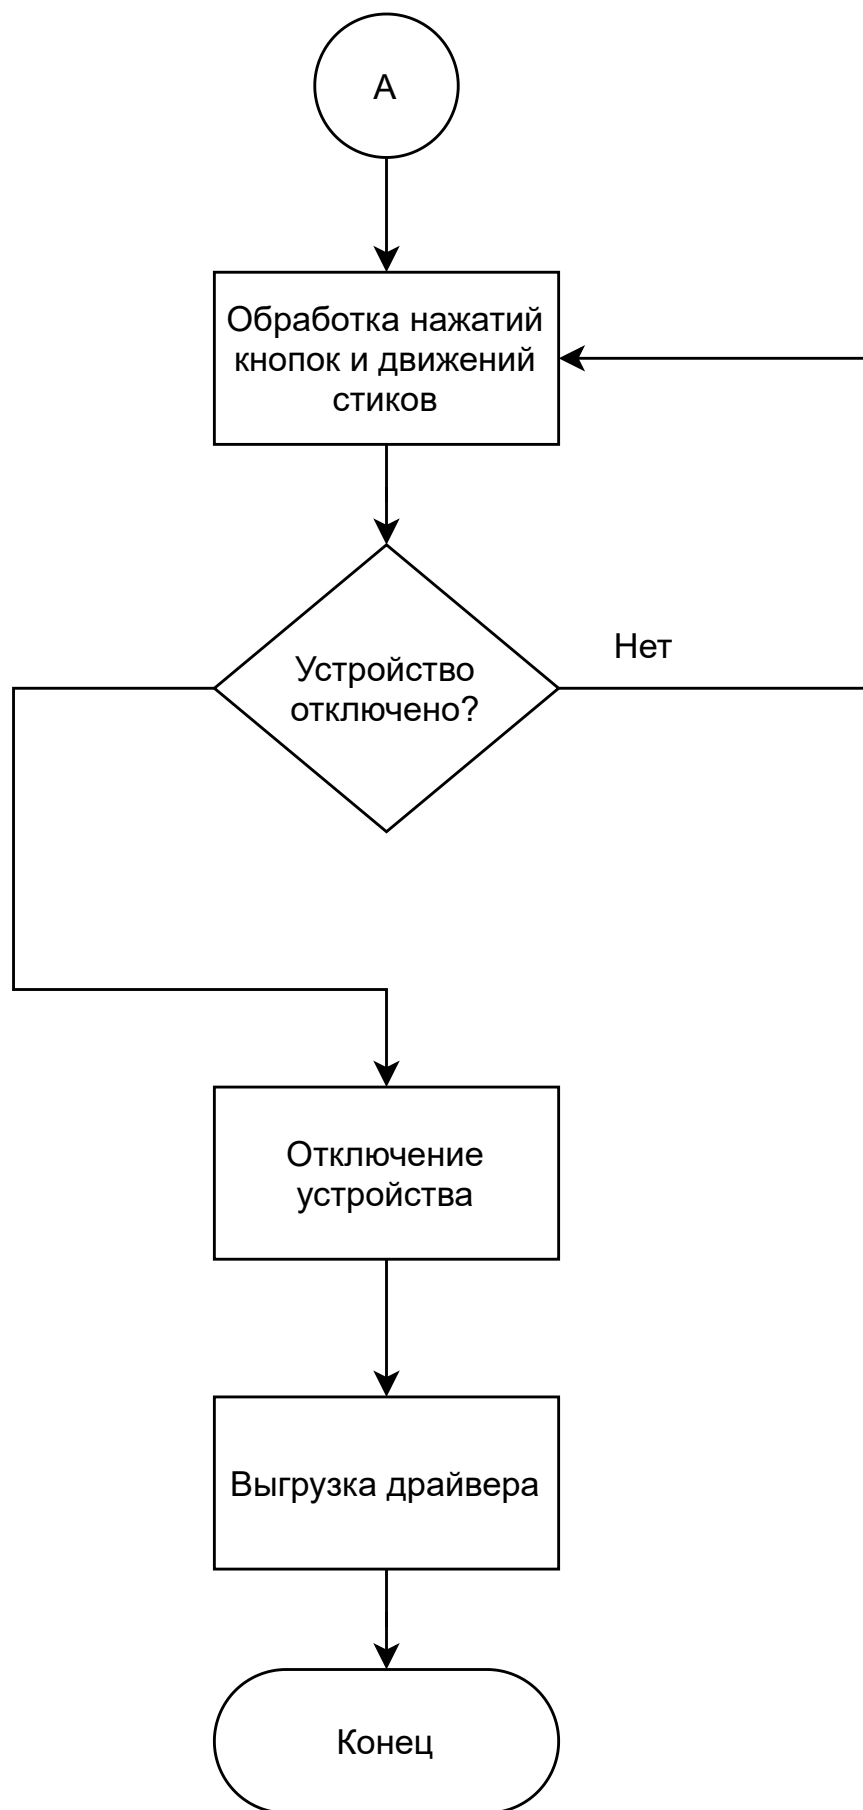 А
Обработка нажатий
кнопок и движений
стиков
Устройство
отключено?
Нет
Отключение
устройства
Выгрузка драйвера
Конец